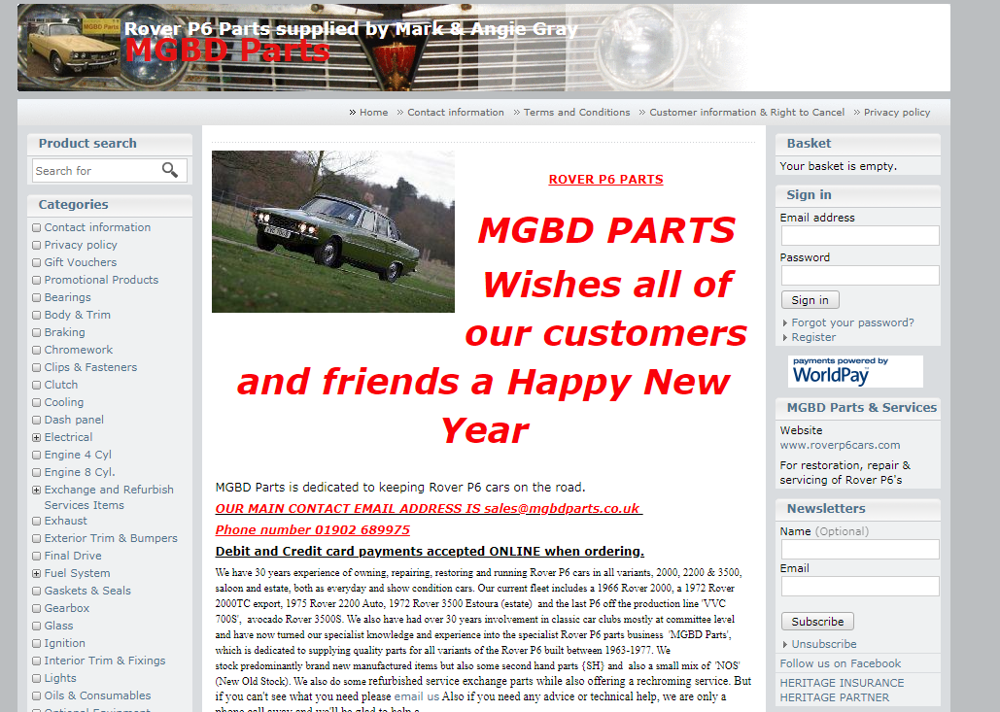 Rover P6 Parts supplied by Mark & Angie Gray
MGBD Parts
» Home » Contact information » Terms and Conditions » Customer information & Right to Cancel » Privacy policy
Product search
Search for
Categories
Contact information
Privacy policy
Gift Vouchers
Promotional Products
Bearings
Body & Trim
Braking
Chromework
Clips & Fasteners
Clutch
Cooling
Dash panel
Electrical
Engine 4 Cyl
Engine 8 Cyl.
Exchange and Refurbish
Services Items
Exhaust
Exterior Trim & Bumpers
Final Drive
Fuel System
Gaskets & Seals
Gearbox
Glass
Ignition
Interior Trim & Fixings
Lights
Oils & Consumables
Optional Equipment
ROVER P6 PARTS
MGBD PARTS
Wishes all of
our customers
and friends a Happy New
Year
MGBD Parts is dedicated to keeping Rover P6 cars on the road.
OUR MAIN CONTACT EMAIL ADDRESS IS sales@mgbdparts.co.uk
Phone number 01902 689975
Debit and Credit card payments accepted ONLINE when ordering.
We have 30 years experience of owning, repairing, restoring and running Rover P6 cars in all variants, 2000, 2200 & 3500,
saloon and estate, both as everyday and show condition cars. Our current fleet includes a 1966 Rover 2000, a 1972 Rover
2000TC export, 1975 Rover 2200 Auto, 1972 Rover 3500 Estoura (estate)  and the last P6 off the production line 'VVC
700S',  avocado Rover 3500S. We also have had over 30 years involvement in classic car clubs mostly at committee level
and have now turned our specialist knowledge and experience into the specialist Rover P6 parts business  'MGBD Parts',
which is dedicated to supplying quality parts for all variants of the Rover P6 built between 1963-1977. We
stock predominantly brand new manufactured items but also some second hand parts {SH} and  also a small mix of  'NOS'
(New Old Stock). We also do some refurbished service exchange parts while also offering a rechroming service. But
if you can't see what you need please email us Also if you need any advice or technical help, we are only a
phone call away and we'll be glad to help a
Basket
Your basket is empty.
Sign in
Email address
Password
Sign in
Forgot your password?
Register
payments powered by
WorldPay
MGBD Parts & Services
Website
www.roverp6cars.com
For restoration, repair &
servicing of Rover P6's
Newsletters
Name (Optional)
Email
Subscribe
Unsubscribe
Follow us on Facebook
HERITAGE INSURANCE
HERITAGE PARTNER